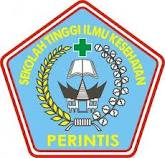 SEKOLAH TINGGI ILMU KESEHATAN
PERINTIS